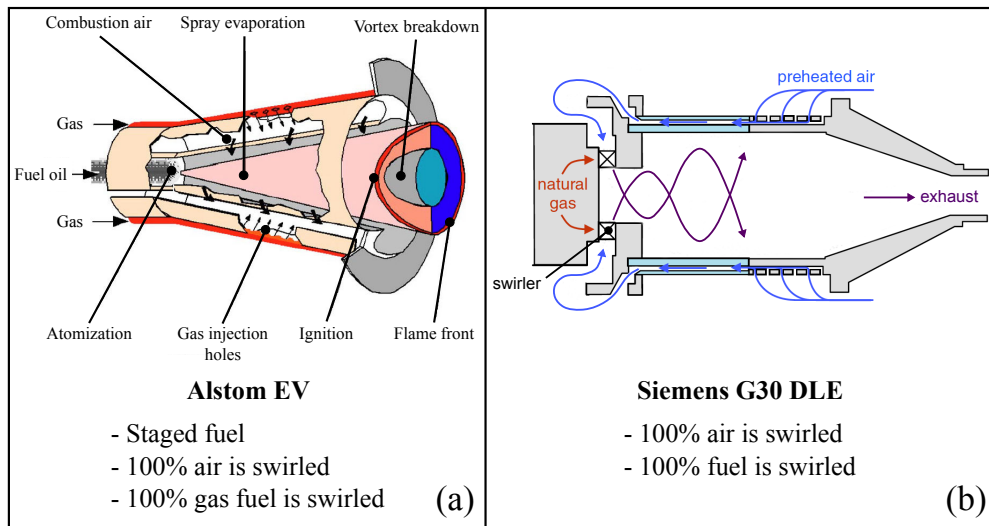 Combustion air
Spray evaporation
Vortex breakdown
Gas
Fuel oil
Gas
Atomization
Gas injection
holes
Ignition
Flame front
Alstom EV
- Staged fuel
- 100% air is swirled
- 100% gas fuel is swirled
(a)
preheated air
natural
gas
exhaust
swirler
Siemens G30 DLE
- 100% air is swirled
- 100% fuel is swirled
(b)